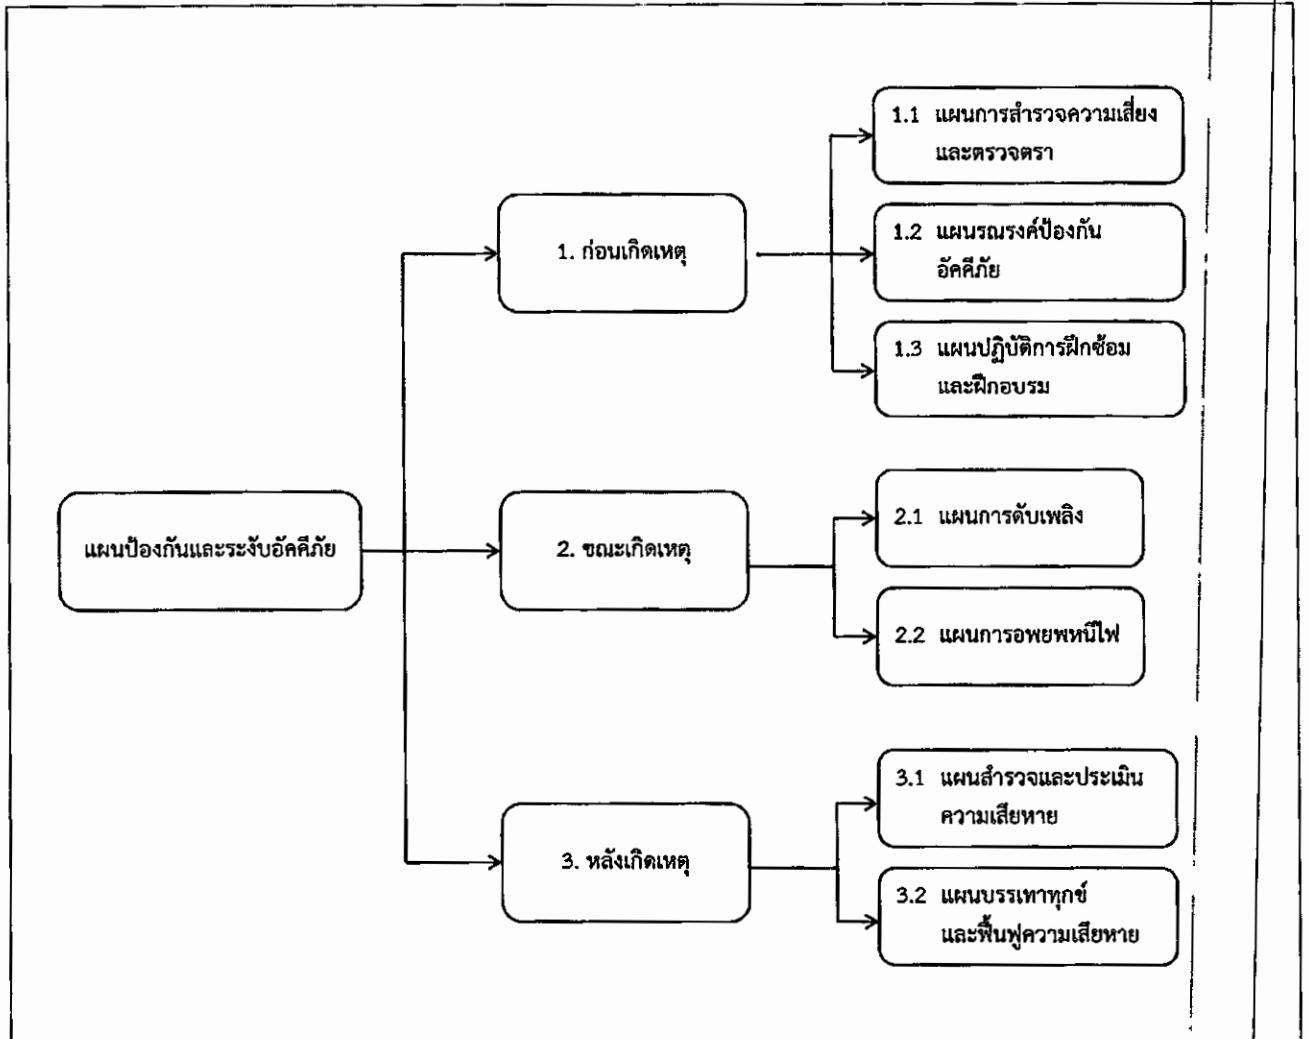 แผนป้องกันและระงับอัคคีภัย
1. ก่อนเกิดเหตุ
1.1 แผนการสำรวจความเสี่ยง
และตรวจตรา
1.2 แผนรณรงค์ป้องกัน
อัคคีภัย
1.3 แผนปฏิบัติการฝึกซ้อม
และฝึกอบรม
2. ขณะเกิดเหตุ
2.1 แผนการดับเพลิง
2.2 แผนการอพยพหนีไฟ
3. หลังเกิดเหตุ
3.1 แผนสำรวจและประเมิน
ความเสียหาย
3.2 แผนบรรเทาทุกข์
และฟื้นฟูความเสียหาย